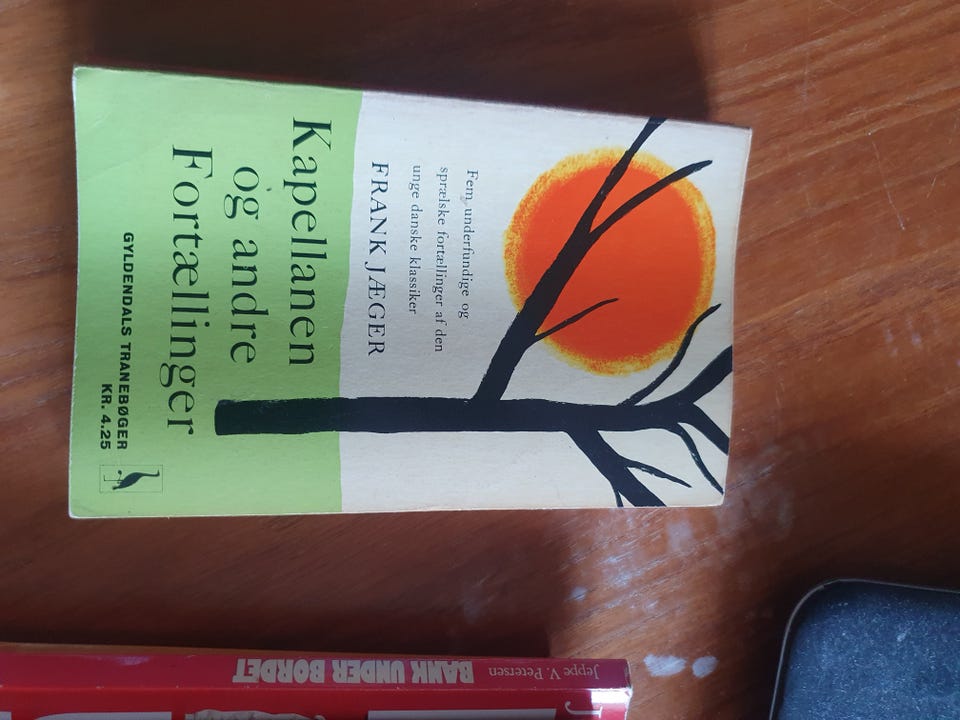 Fem underfundige og
sprælske fortællinger af den
unge danske klassiker
FRANK JÆGER
Kapellanen
og andre
Fortællinger
GYLDENDALS TRANEBØGER
KR. 4.25
Jeppe V. Petersen
BANK UNDER BORDET
J